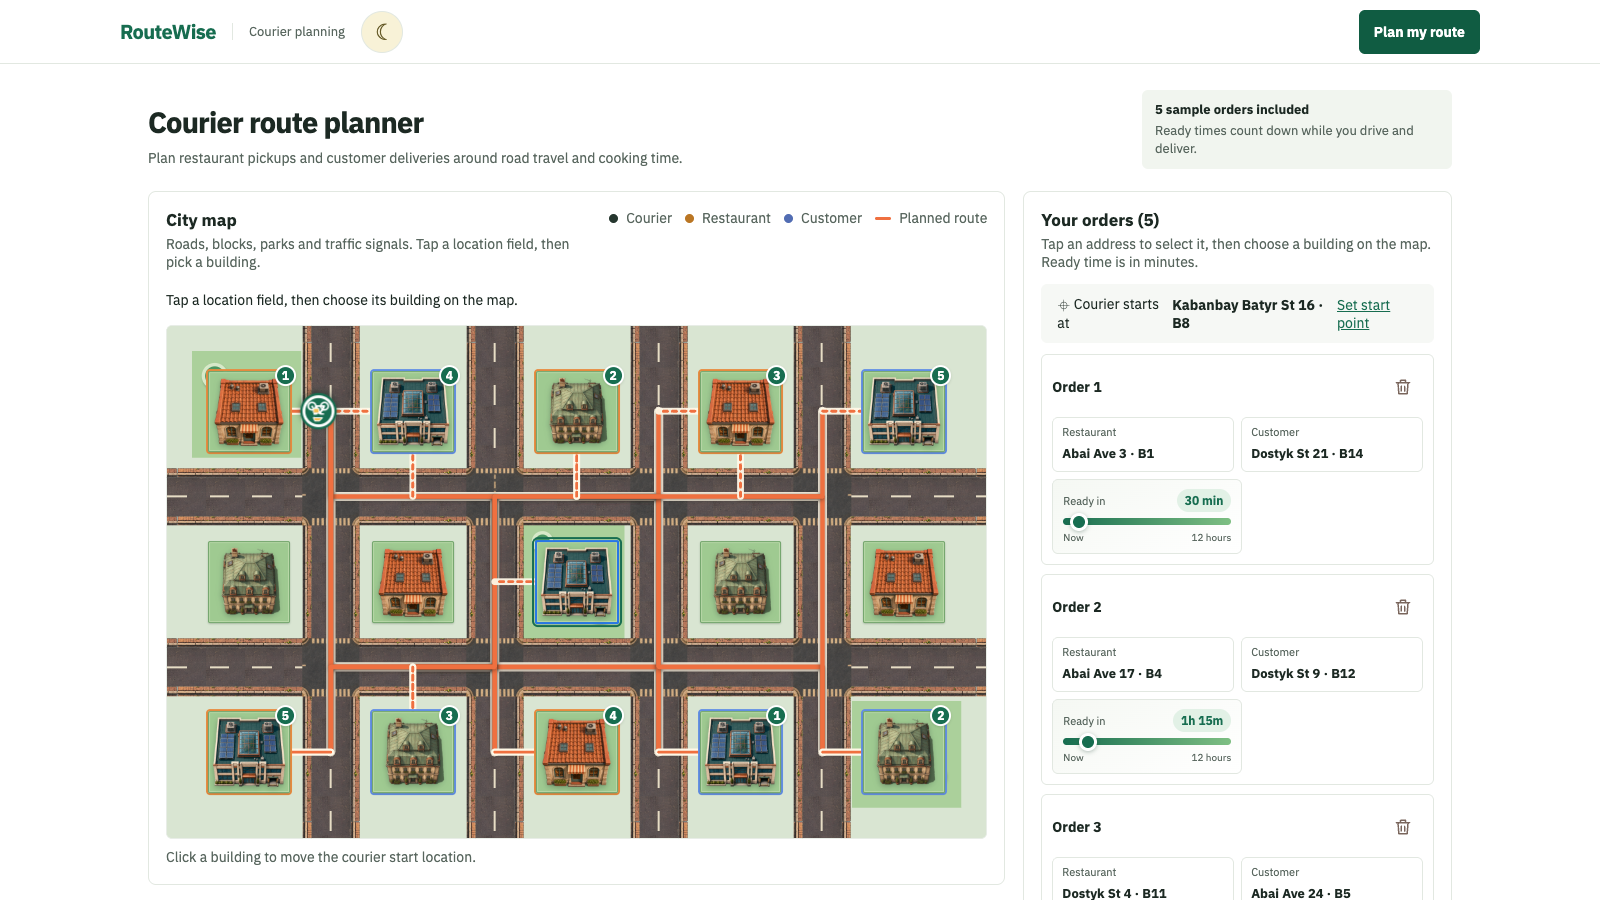 RouteWise
Courier planning
Plan my route
Courier route planner
Plan restaurant pickups and customer deliveries around road travel and cooking time.
5 sample orders included
Ready times count down while you drive and
deliver.
City map
Roads, blocks, parks and traffic signals. Tap a location field, then
pick a building.
Courier
Restaurant
Customer
Planned route
Tap a location field, then choose its building on the map.
1
4
2
3
5
5
3
4
1
2
Click a building to move the courier start location.
Your orders (5)
Tap an address to select it, then choose a building on the map.
Ready time is in minutes.
Courier starts
at
Kabanbay Batyr St 16 ·
B8
Set start
point
Order 1
Restaurant
Abai Ave 3 · B1
Customer
Dostyk St 21 · B14
Ready in
30 min
Now
12 hours
Order 2
Restaurant
Abai Ave 17 · B4
Customer
Dostyk St 9 · B12
Ready in
1h 15m
Now
12 hours
Order 3
Restaurant
Dostyk St 4 · B11
Customer
Abai Ave 24 · B5